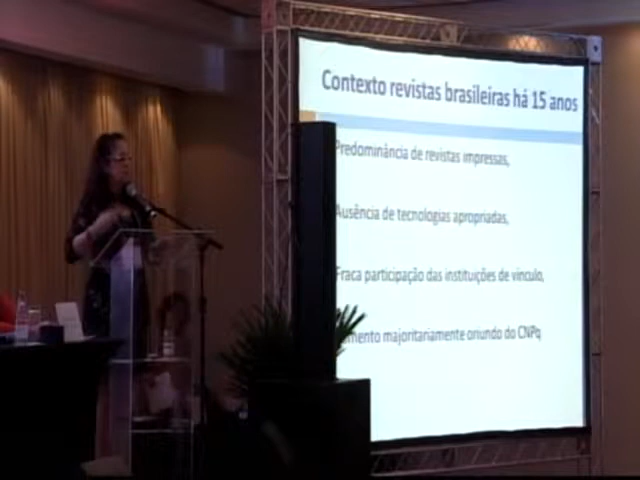 Contexto revistas brasileiras há 15 anos
Predominância de revistas impressas,
Ausência de tecnologias apropriadas,
Fraca participação das instituições de vínculo,
majoritariamente oriundo do CNPq